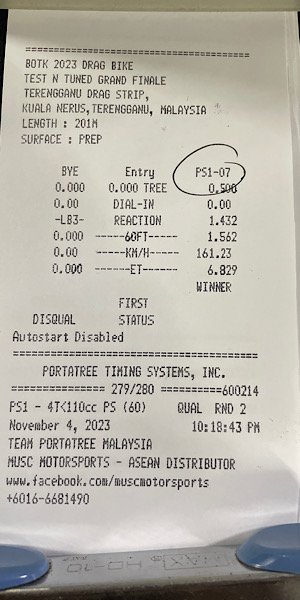 BOTK 2023 DRAG BIKE
TEST N TUNED GRAND FINALE
TERENGGANU DRAG STRIP,
KUALA NERUS,TERENGGANU, MALAYSIA
LENGTH : 201M
SURFACE : PREP
BYE Entry PS1-07
0.000 0.000 TREE 0.500
0.00 DIAL-IN 0.00
-LB3- REACTION 1.432
0.000 ------60FT------ 1.562
0.00 ------KM/H------ 161.23
0.000 -------ET------- 6.829
WINNER
FIRST
DISQUAL STATUS
Autostart Disabled
PORTATREE TIMING SYSTEMS, INC.
=============== 279/280 ==========600214
PS1 - 4T<110cc PS (60) QUAL RND 2
November 4, 2023 10:18:43 PM
TEAM PORTATREE MALAYSIA
MUSC MOTORSPORTS - ASEAN DISTRIBUTOR
www.facebook.com/muscmotorsports
+6016-6681490